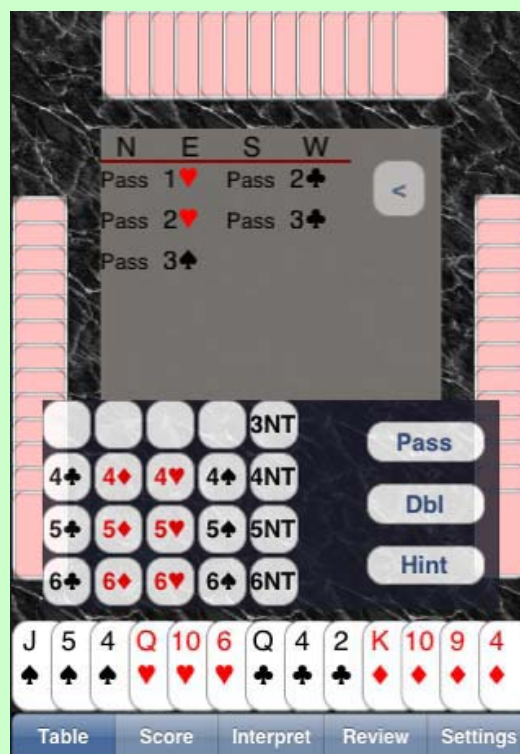 N E S W
Pass 1♥ Pass 2♣
<
Pass 2♥ Pass 3♣
Pass 3♠
3NT
Pass
4♣ 4♦ 4♥ 4♠ 4NT
Dbl
5♣ 5♦ 5♥ 5♠ 5NT
Hint
6♣ 6♦ 6♥ 6♠ 6NT
J 5 4 Q 10 6 Q 4 2 K 10 9 4
♠ ♠ ♠ ♥ ♥ ♥ ♣ ♣ ♣ ♦ ♦ ♦ ♦
Table Score Interpret Review Settings